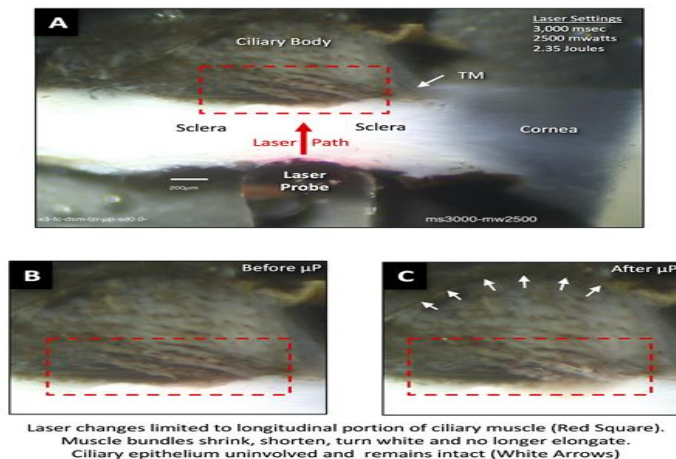 A
Ciliary Body
Laser Settings
3,000 msec
2500 mwatts
2.35 Joules
TM
Sclera
Sclera
Cornea
Laser Path
Laser
Probe
200µm
ms3000-mw2500
B
Before µP
C
After µP
Laser changes limited to longitudinal portion of ciliary muscle (Red Square).
Muscle bundles shrink, shorten, turn white and no longer elongate.
Ciliary epithelium uninvolved and remains intact (White Arrows)